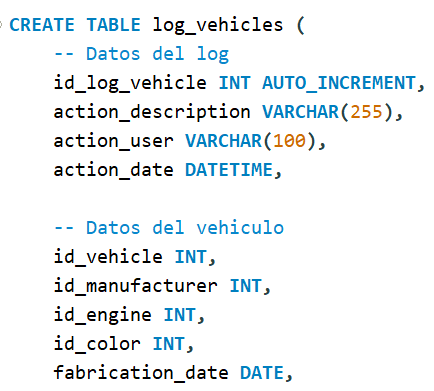 CREATE TABLE log_vehicles (
-- Datos del log
id_log_vehicle INT AUTO_INCREMENT,
action_description VARCHAR(255),
action_user VARCHAR(100),
action_date DATETIME,
-- Datos del vehiculo
id_vehicle INT,
id_manufacturer INT,
id_engine INT,
id_color INT,
fabrication_date DATE,